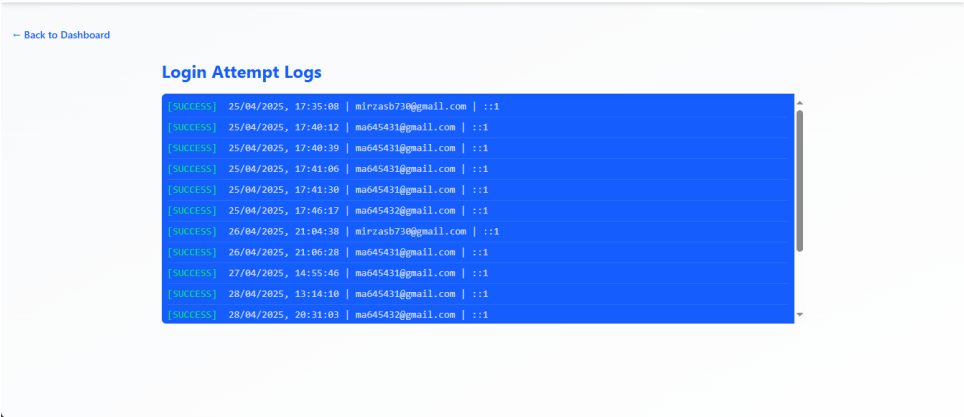 ← Back to Dashboard
Login Attempt Logs
[SUCCESS] 25/04/2025, 17:35:08 | mirzasb730@gmail.com | ::1
[SUCCESS] 25/04/2025, 17:40:12 | ma645431@gmail.com | ::1
[SUCCESS] 25/04/2025, 17:40:39 | ma645431@gmail.com | ::1
[SUCCESS] 25/04/2025, 17:41:06 | ma645431@gmail.com | ::1
[SUCCESS] 25/04/2025, 17:41:30 | ma645431@gmail.com | ::1
[SUCCESS] 25/04/2025, 17:46:17 | ma645432@gmail.com | ::1
[SUCCESS] 26/04/2025, 21:04:38 | mirzasb730@gmail.com | ::1
[SUCCESS] 26/04/2025, 21:06:28 | ma645431@gmail.com | ::1
[SUCCESS] 27/04/2025, 14:55:46 | ma645431@gmail.com | ::1
[SUCCESS] 28/04/2025, 13:14:10 | ma645431@gmail.com | ::1
[SUCCESS] 28/04/2025, 20:31:03 | ma645432@gmail.com | ::1